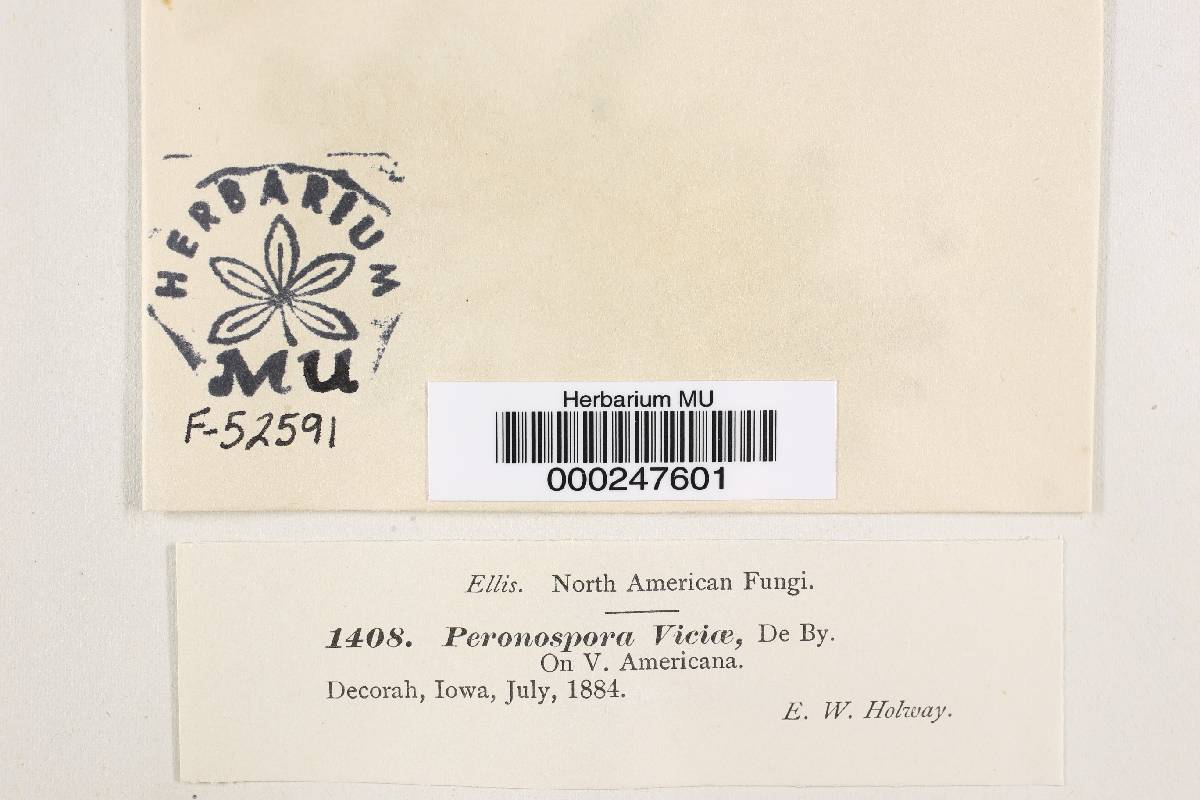 HERBARIUM
MU
F-52591
Herbarium MU
000247601
Ellis. North American Fungi.
1408. Peronospora Viciæ, De By.
On V. Americana.
Decorah, Iowa, July, 1884.
E. W. Holway.